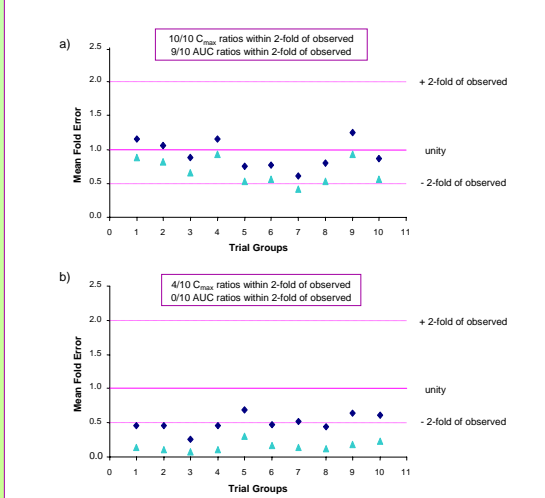 a)
10/10 Cmax ratios within 2-fold of observed
9/10 AUC ratios within 2-fold of observed
2.5
2.0
1.5
1.0
0.5
0.0
Mean Fold Error
+ 2-fold of observed
unity
- 2-fold of observed
0 1 2 3 4 5 6 7 8 9 10 11
Trial Groups
b)
4/10 Cmax ratios within 2-fold of observed
0/10 AUC ratios within 2-fold of observed
2.5
2.0
1.5
1.0
0.5
0.0
Mean Fold Error
+ 2-fold of observed
unity
- 2-fold of observed
0 1 2 3 4 5 6 7 8 9 10 11
Trial Groups